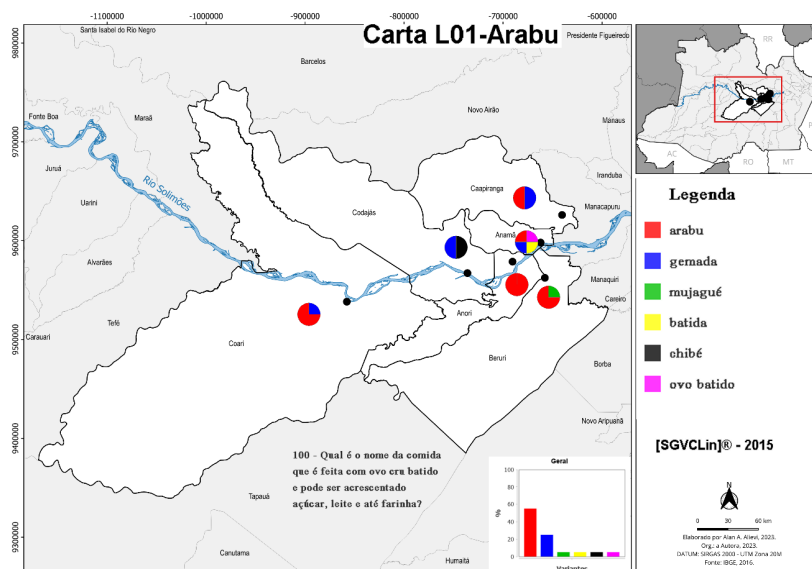 -1100000
-1000000
-900000
-800000
-700000
-600000
Carta L01-Arabu
Santa Isabel do Rio Negro
Presidente Figueiredo
Barcelos
9800000
9700000
9600000
9500000
9400000
9300000
Fonte Boa
Maraã
Novo Airão
Manaus
Juruá
Uarini
Rio Solimões
Codajás
Caapiranga
Iranduba
Manacapuru
Alvarães
Anamã
Manaquiri
Careiro
Tefé
Carauari
Coari
Anori
Beruri
Borba
Novo Aripuanã
Tapauá
Canutama
Humaitá
100 - Qual é o nome da comida
que é feita com ovo cru batido
e pode ser acrescentado
açúcar, leite e até farinha?
Geral
%
100
80
60
40
20
0
Variantes
RR
AC
RO
MT
Legenda
arabu
gemada
mujagué
batida
chibé
ovo batido
[SGVCLin]® - 2015
N
0 30 60 km
Elaborado por Alan A. Alievi, 2023.
Org.: a Autora, 2023.
DATUM: SIRGAS 2000 - UTM Zona 20M
Fonte: IBGE, 2016.